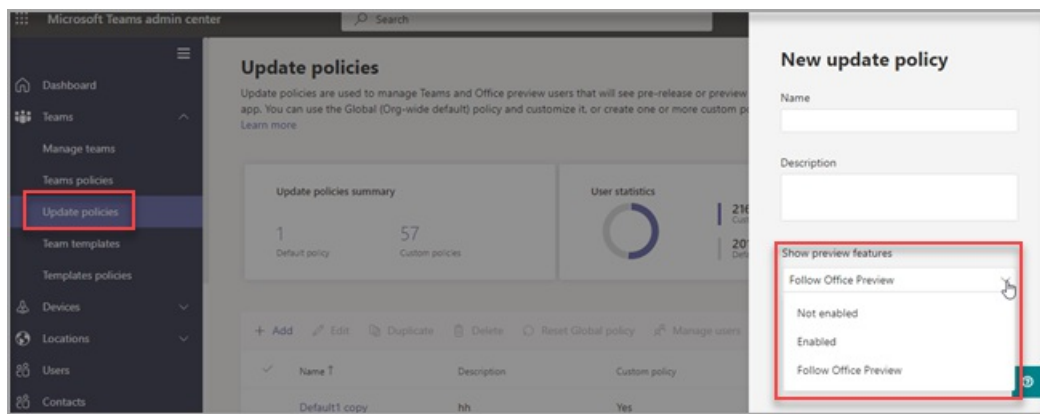 Microsoft Teams admin center
Search
Dashboard
Teams
Manage teams
Teams policies
Update policies
Team templates
Templates policies
Devices
Locations
Users
Contacts
Update policies
Update policies are used to manage Teams and Office preview users that will see pre-release or preview
app. You can use the Global (Org-wide default) policy and customize it, or create one or more custom
Learn more
Update policies summary
1
Default policy
57
Custom policies
User statistics
216
+ Add Edit Duplicate Delete Reset Global policy Manage users
Name ↑ Description Custom policy
Default1 copy hh Yes
New update policy
Name
Description
Show preview features
Follow Office Preview
Not enabled
Enabled
Follow Office Preview